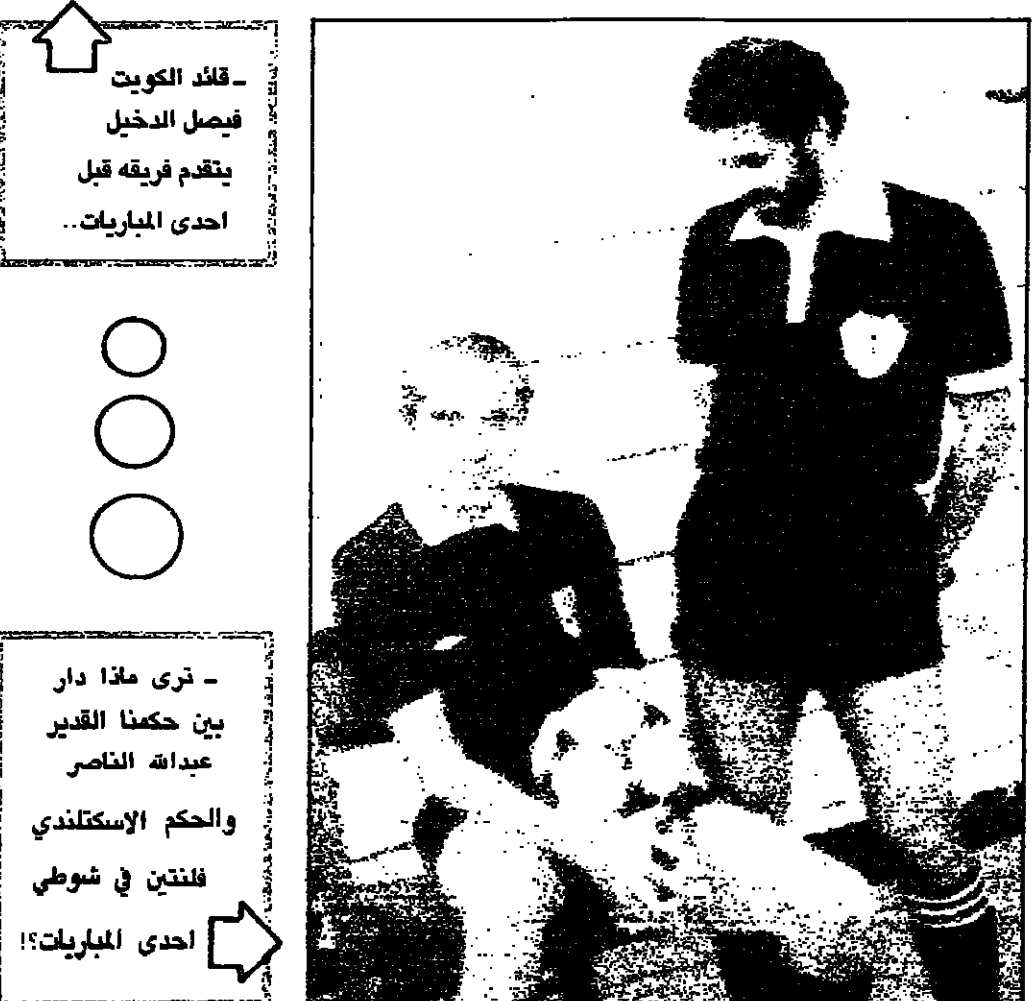 ـ قائد الكويت
فيصل الدخيل
يتقدم فريقه قبل
احدى المباريات..
ـ ترى ماذا دار
بين حكمنا القدير
عبدالله الناصر
والحكم الإسكتلندي
فلنتين في شوطي
احدى المباريات؟!